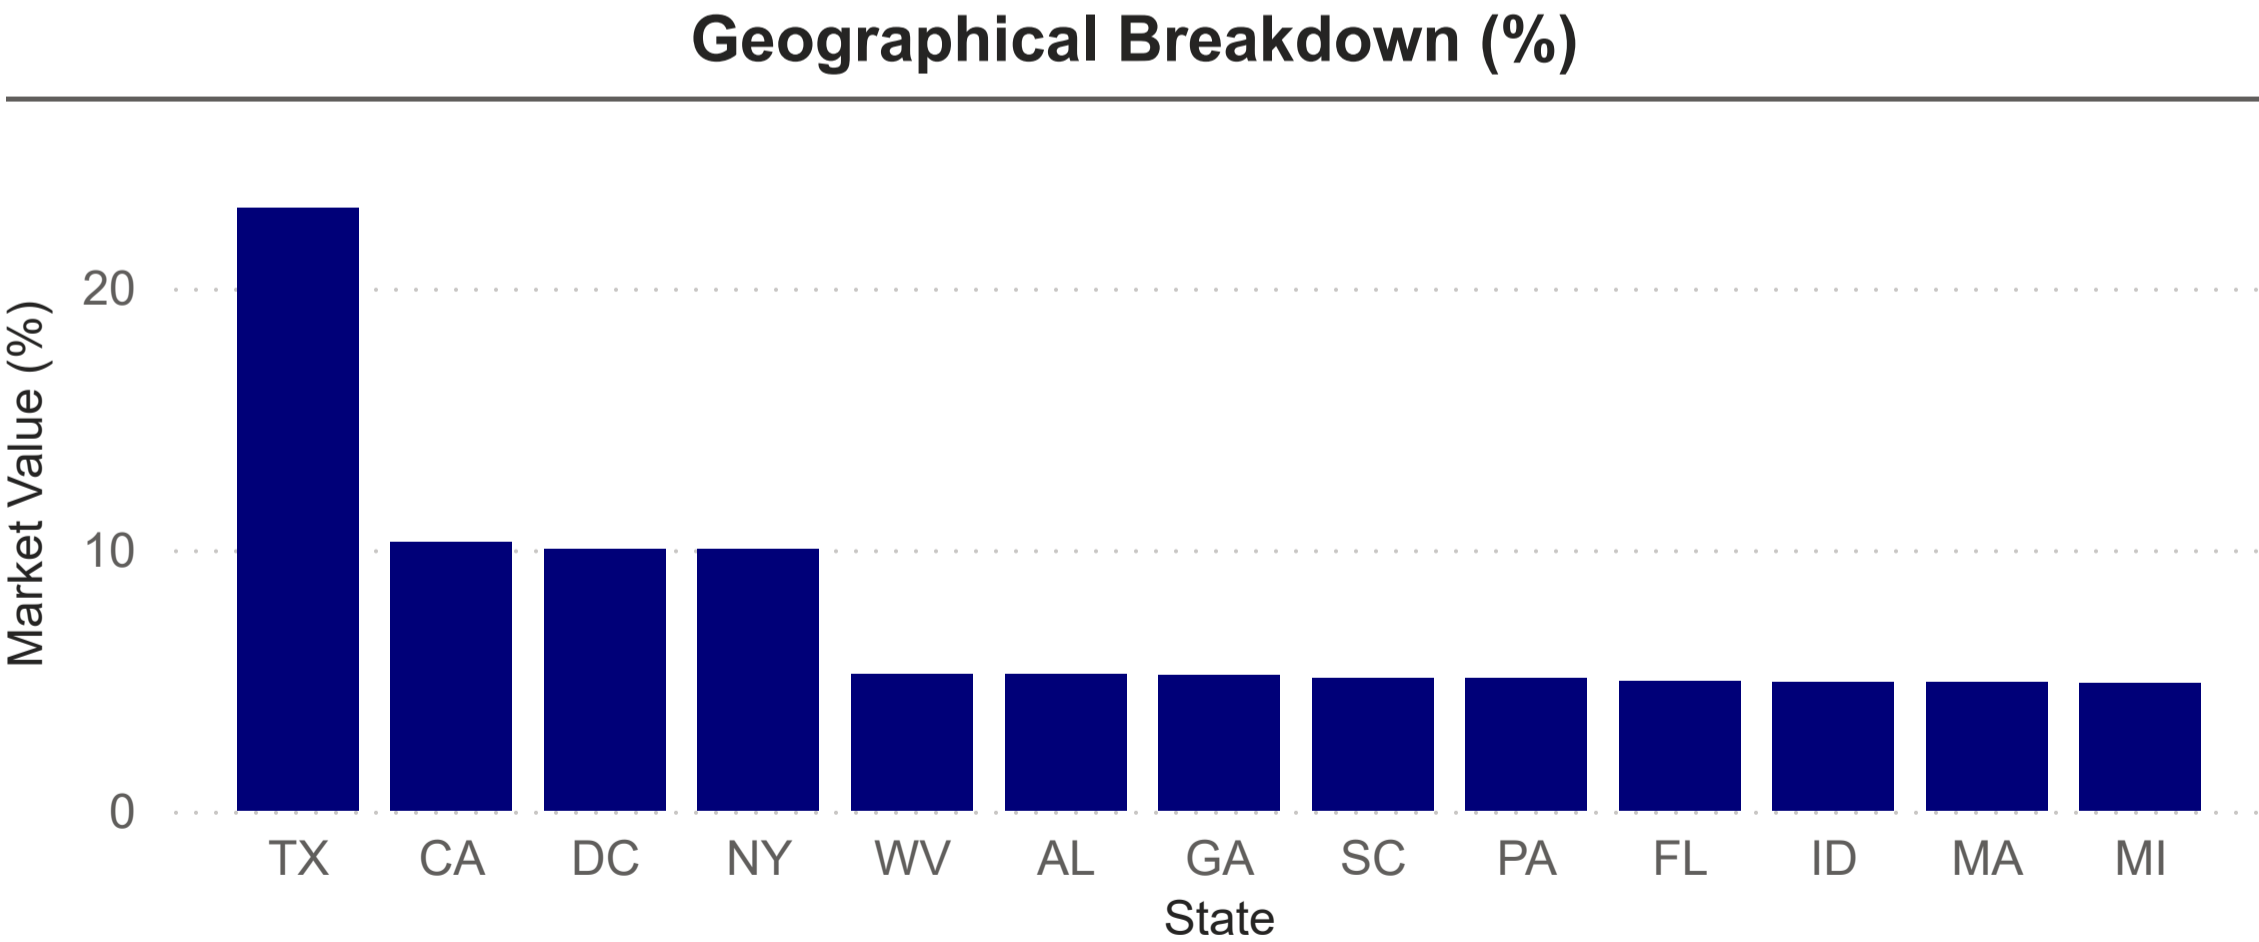 Geographical Breakdown (%)
Market Value (%)
20
10
0
TX CA DC NY WV AL GA SC PA FL ID MA MI
State